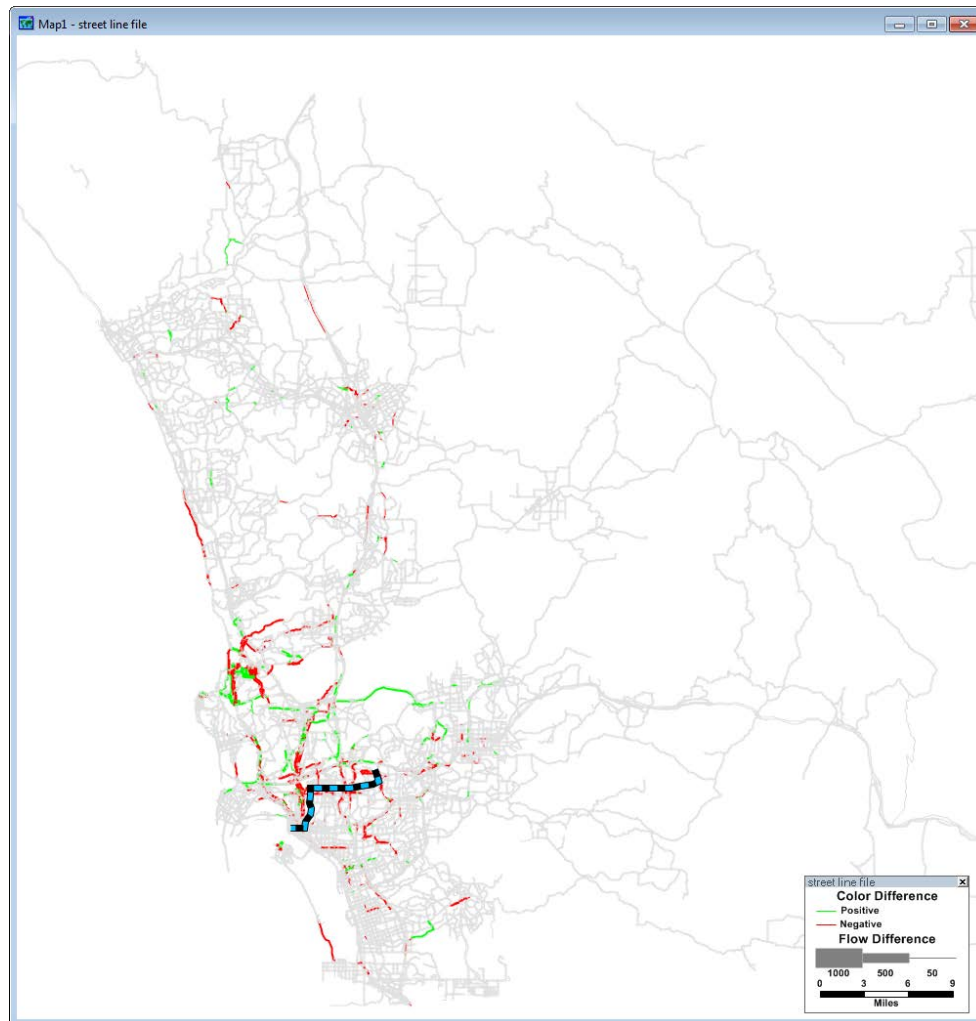 Map1 - street line file
street line file
Color Difference
Positive
Negative
Flow Difference
1000 500 50
0 3 6 9
Miles